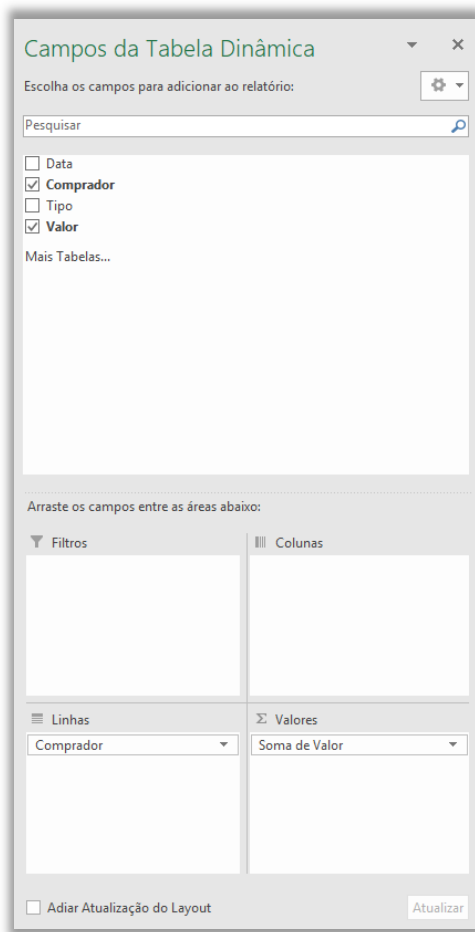 Campos da Tabela Dinâmica
Escolha os campos para adicionar ao relatório:
Pesquisar
Data
Comprador
Tipo
Valor
Mais Tabelas...
Arraste os campos entre as áreas abaixo:
Filtros
Colunas
Linhas
Σ Valores
Comprador
Soma de Valor
Adiar Atualização do Layout
Atualizar